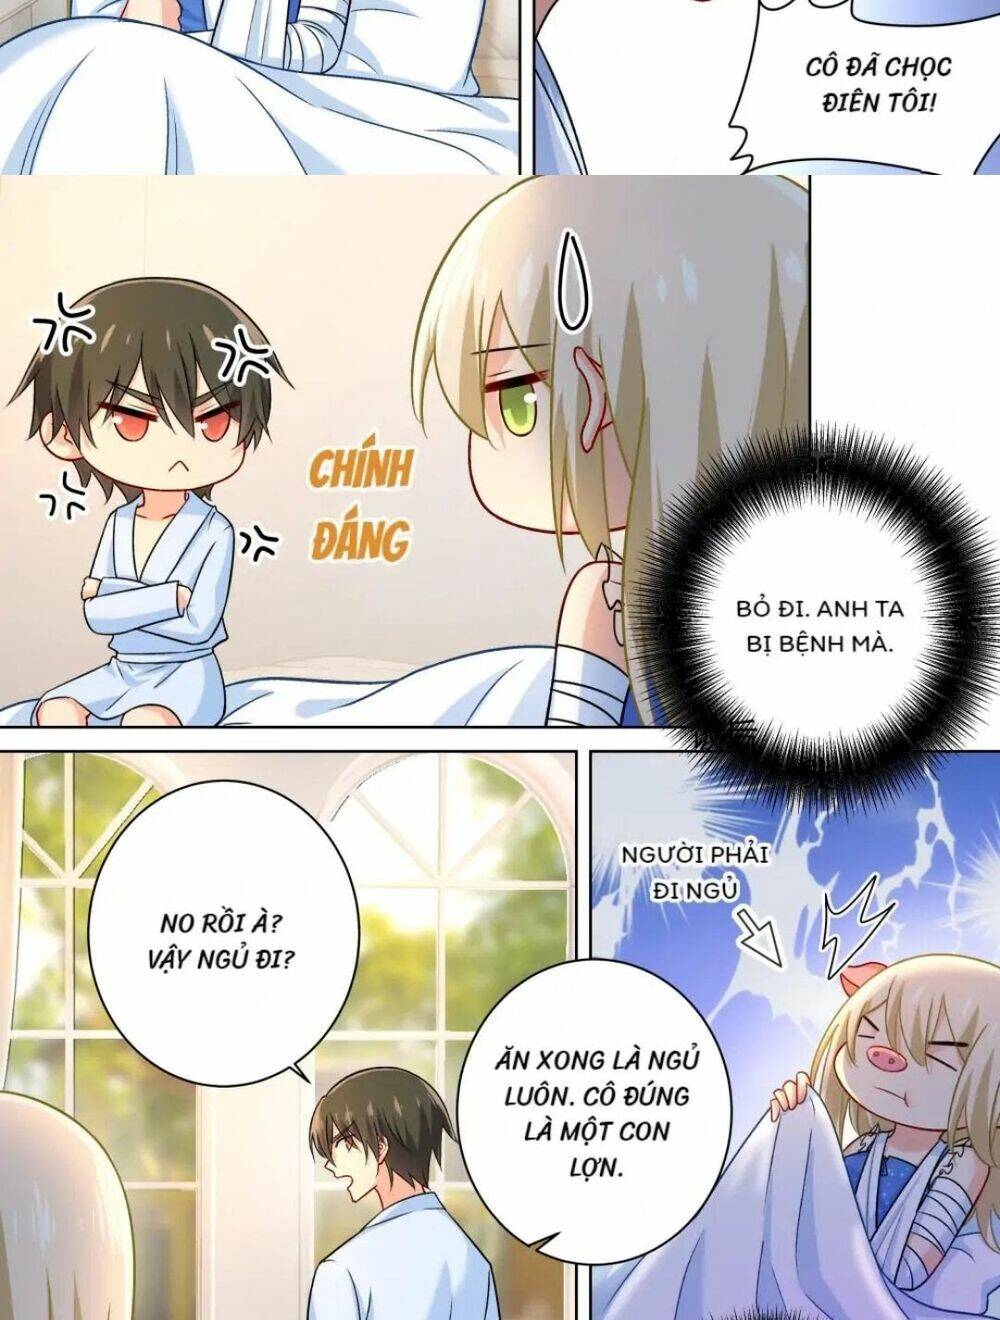 CÔ ĐÃ CHỌC
ĐIÊN TÔI!
CHÍNH
ĐÁNG
BỎ ĐI. ANH TA
BỊ BỆNH MÀ.
NGƯỜI PHẢI
ĐI NGỦ
NO RỒI À?
VẬY NGỦ ĐI?
ĂN XONG LÀ NGỦ
LUÔN. CÔ ĐÚNG
LÀ MỘT CON
LỢN.